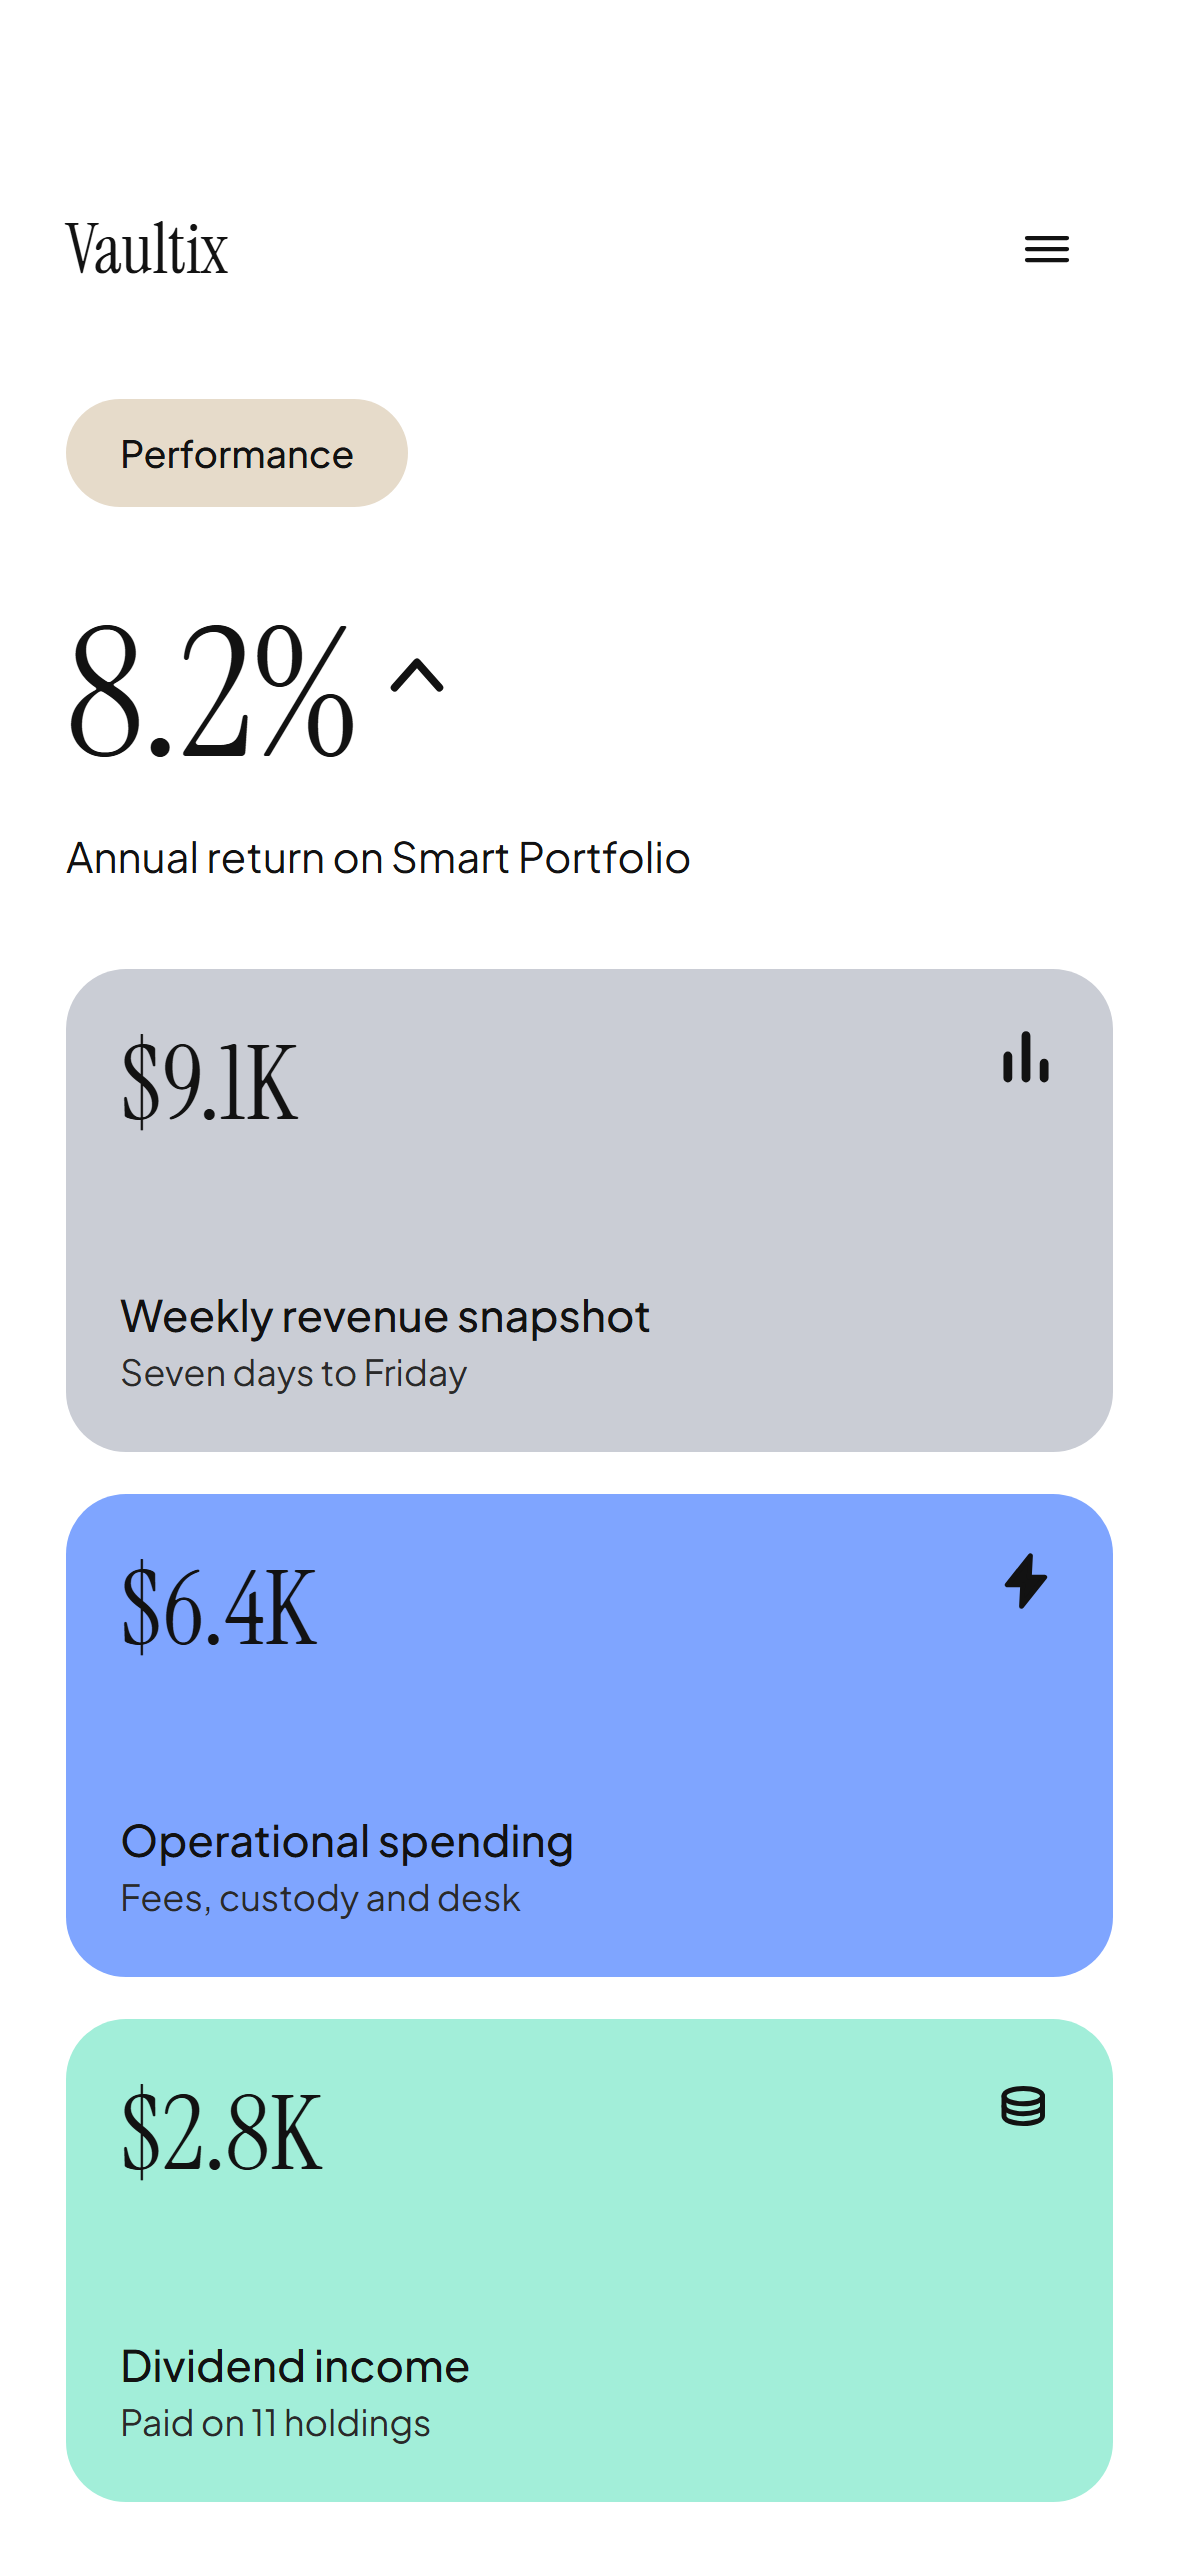 Vaultix
Performance
8.2%
Annual return on Smart Portfolio
$9.1K
Weekly revenue snapshot
Seven days to Friday
$6.4K
Operational spending
Fees, custody and desk
$2.8K
Dividend income
Paid on 11 holdings